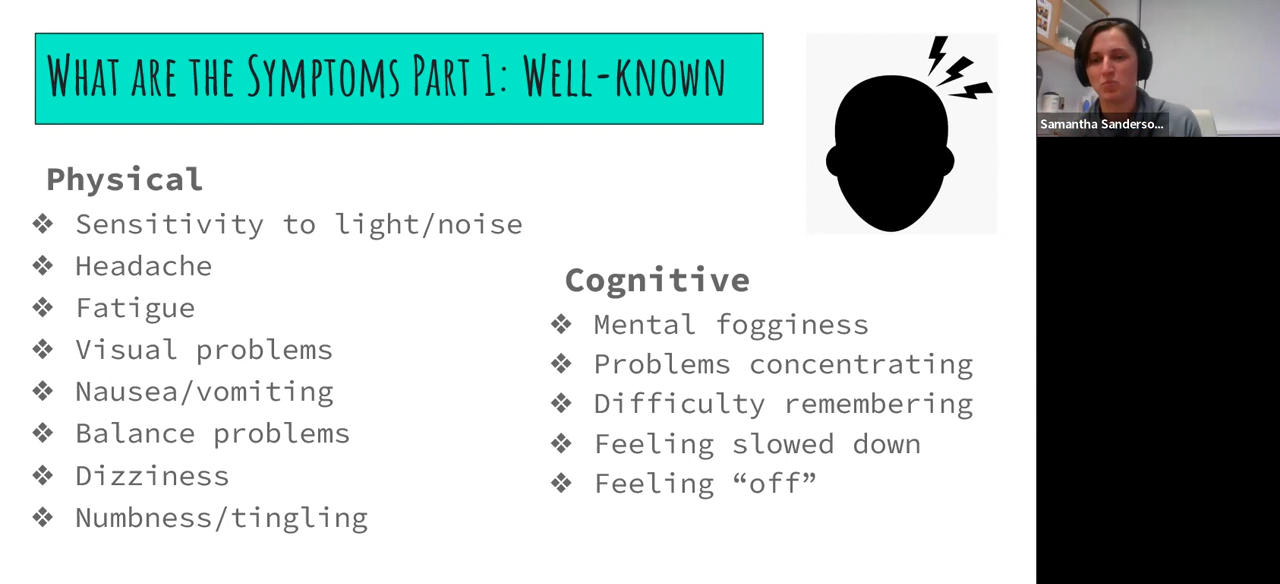 What are the Symptoms Part 1: Well-known
Physical
❖ Sensitivity to light/noise
❖ Headache
❖ Fatigue
❖ Visual problems
❖ Nausea/vomiting
❖ Balance problems
❖ Dizziness
❖ Numbness/tingling
Cognitive
❖ Mental fogginess
❖ Problems concentrating
❖ Difficulty remembering
❖ Feeling slowed down
❖ Feeling “off”
Samantha Sanderso...